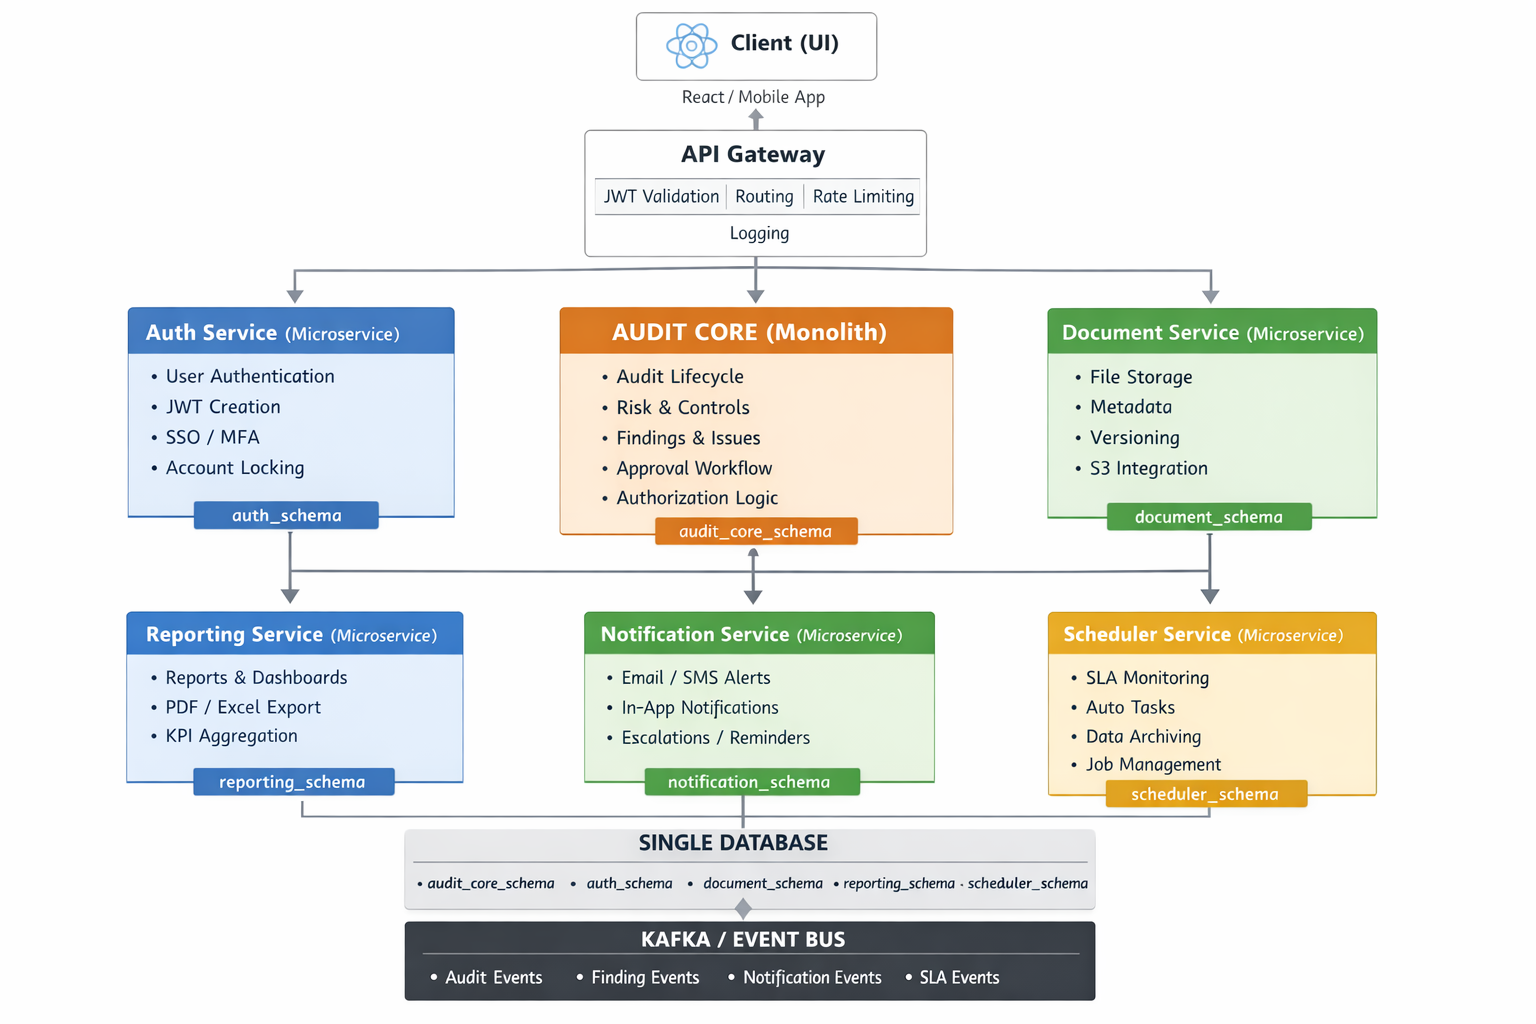 Client (UI)
React / Mobile App
API Gateway
JWT Validation | Routing | Rate Limiting
Logging
Auth Service (Microservice)
• User Authentication
• JWT Creation
• SSO / MFA
• Account Locking
auth_schema
AUDIT CORE (Monolith)
• Audit Lifecycle
• Risk & Controls
• Findings & Issues
• Approval Workflow
• Authorization Logic
audit_core_schema
Document Service (Microservice)
• File Storage
• Metadata
• Versioning
• S3 Integration
document_schema
Reporting Service (Microservice)
• Reports & Dashboards
• PDF / Excel Export
• KPI Aggregation
reporting_schema
Notification Service (Microservice)
• Email / SMS Alerts
• In-App Notifications
• Escalations / Reminders
notification_schema
Scheduler Service (Microservice)
• SLA Monitoring
• Auto Tasks
• Data Archiving
• Job Management
scheduler_schema
SINGLE DATABASE
• audit_core_schema • auth_schema • document_schema • reporting_schema · scheduler_schema
KAFKA / EVENT BUS
• Audit Events • Finding Events • Notification Events • SLA Events